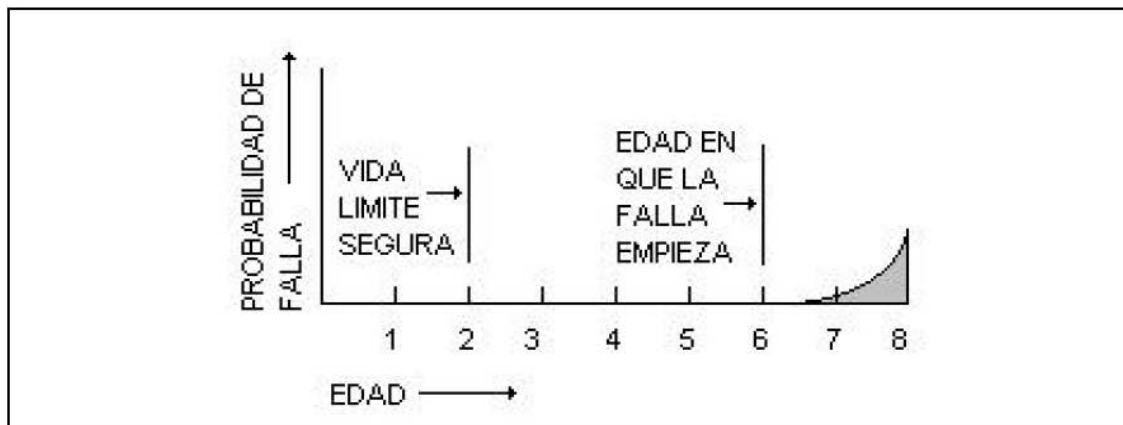 PROBABILIDAD DE
FALLA
VIDA
LIMITE
SEGURA
EDAD EN
QUE LA
FALLA
EMPIEZA
1 2 3 4 5 6 7 8
EDAD